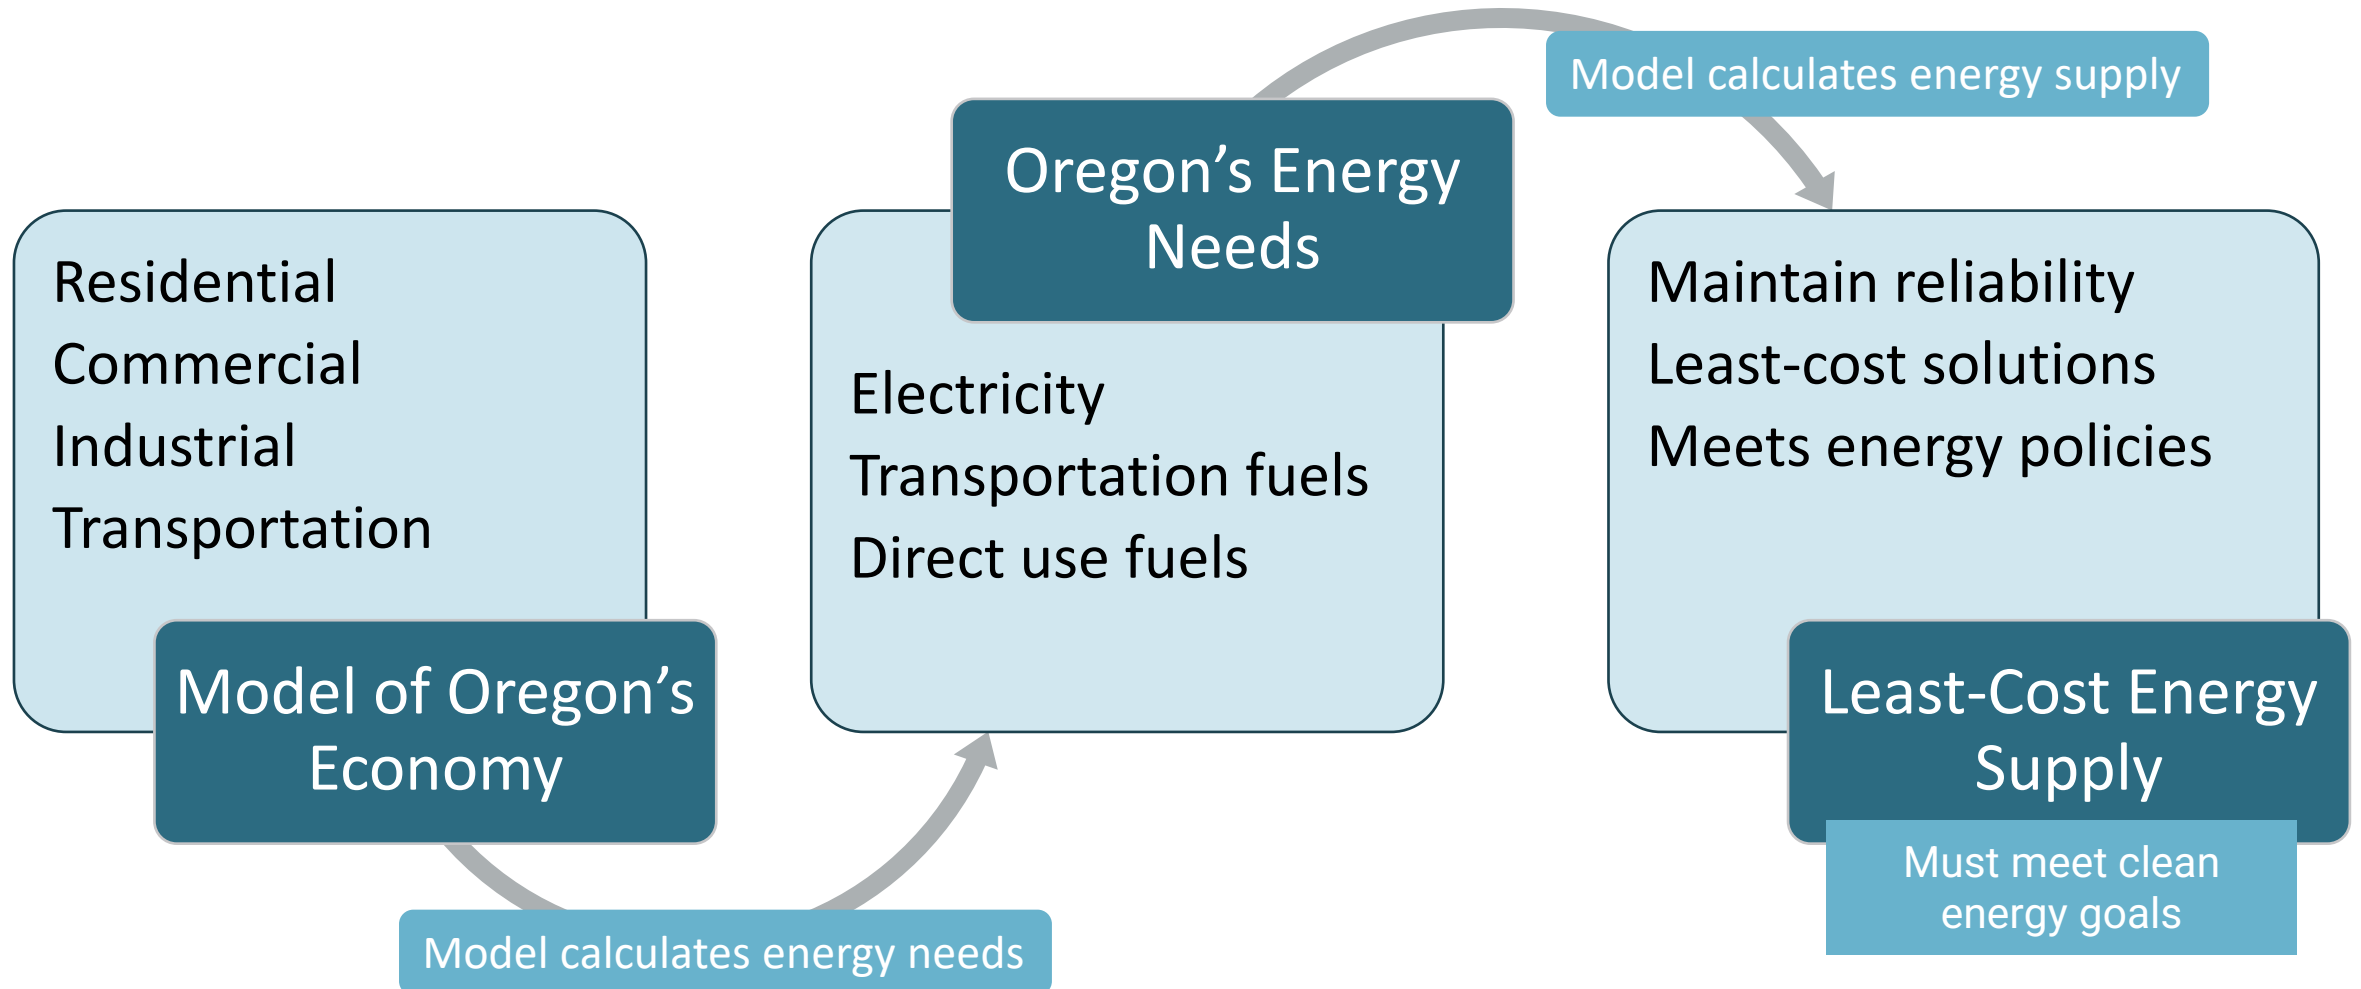 Residential
Commercial
Industrial
Transportation
Model of Oregon’s
Economy
Model calculates energy needs
Oregon’s Energy
Needs
Electricity
Transportation fuels
Direct use fuels
Model calculates energy supply
Maintain reliability
Least-cost solutions
Meets energy policies
Least-Cost Energy
Supply
Must meet clean
energy goals